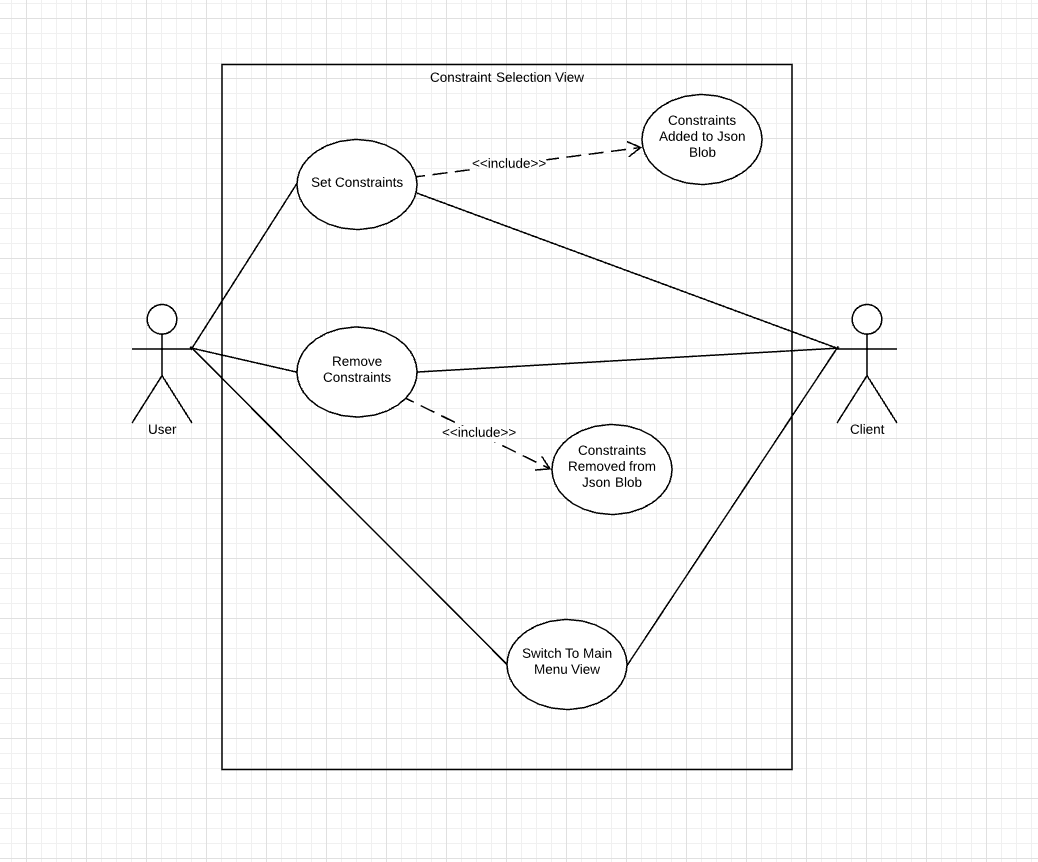 Constraint Selection View
Constraints
Added to Json
Blob
<<include>>
Set Constraints
Remove
Constraints
User
Client
<<include>>
Constraints
Removed from
Json Blob
Switch To Main
Menu View